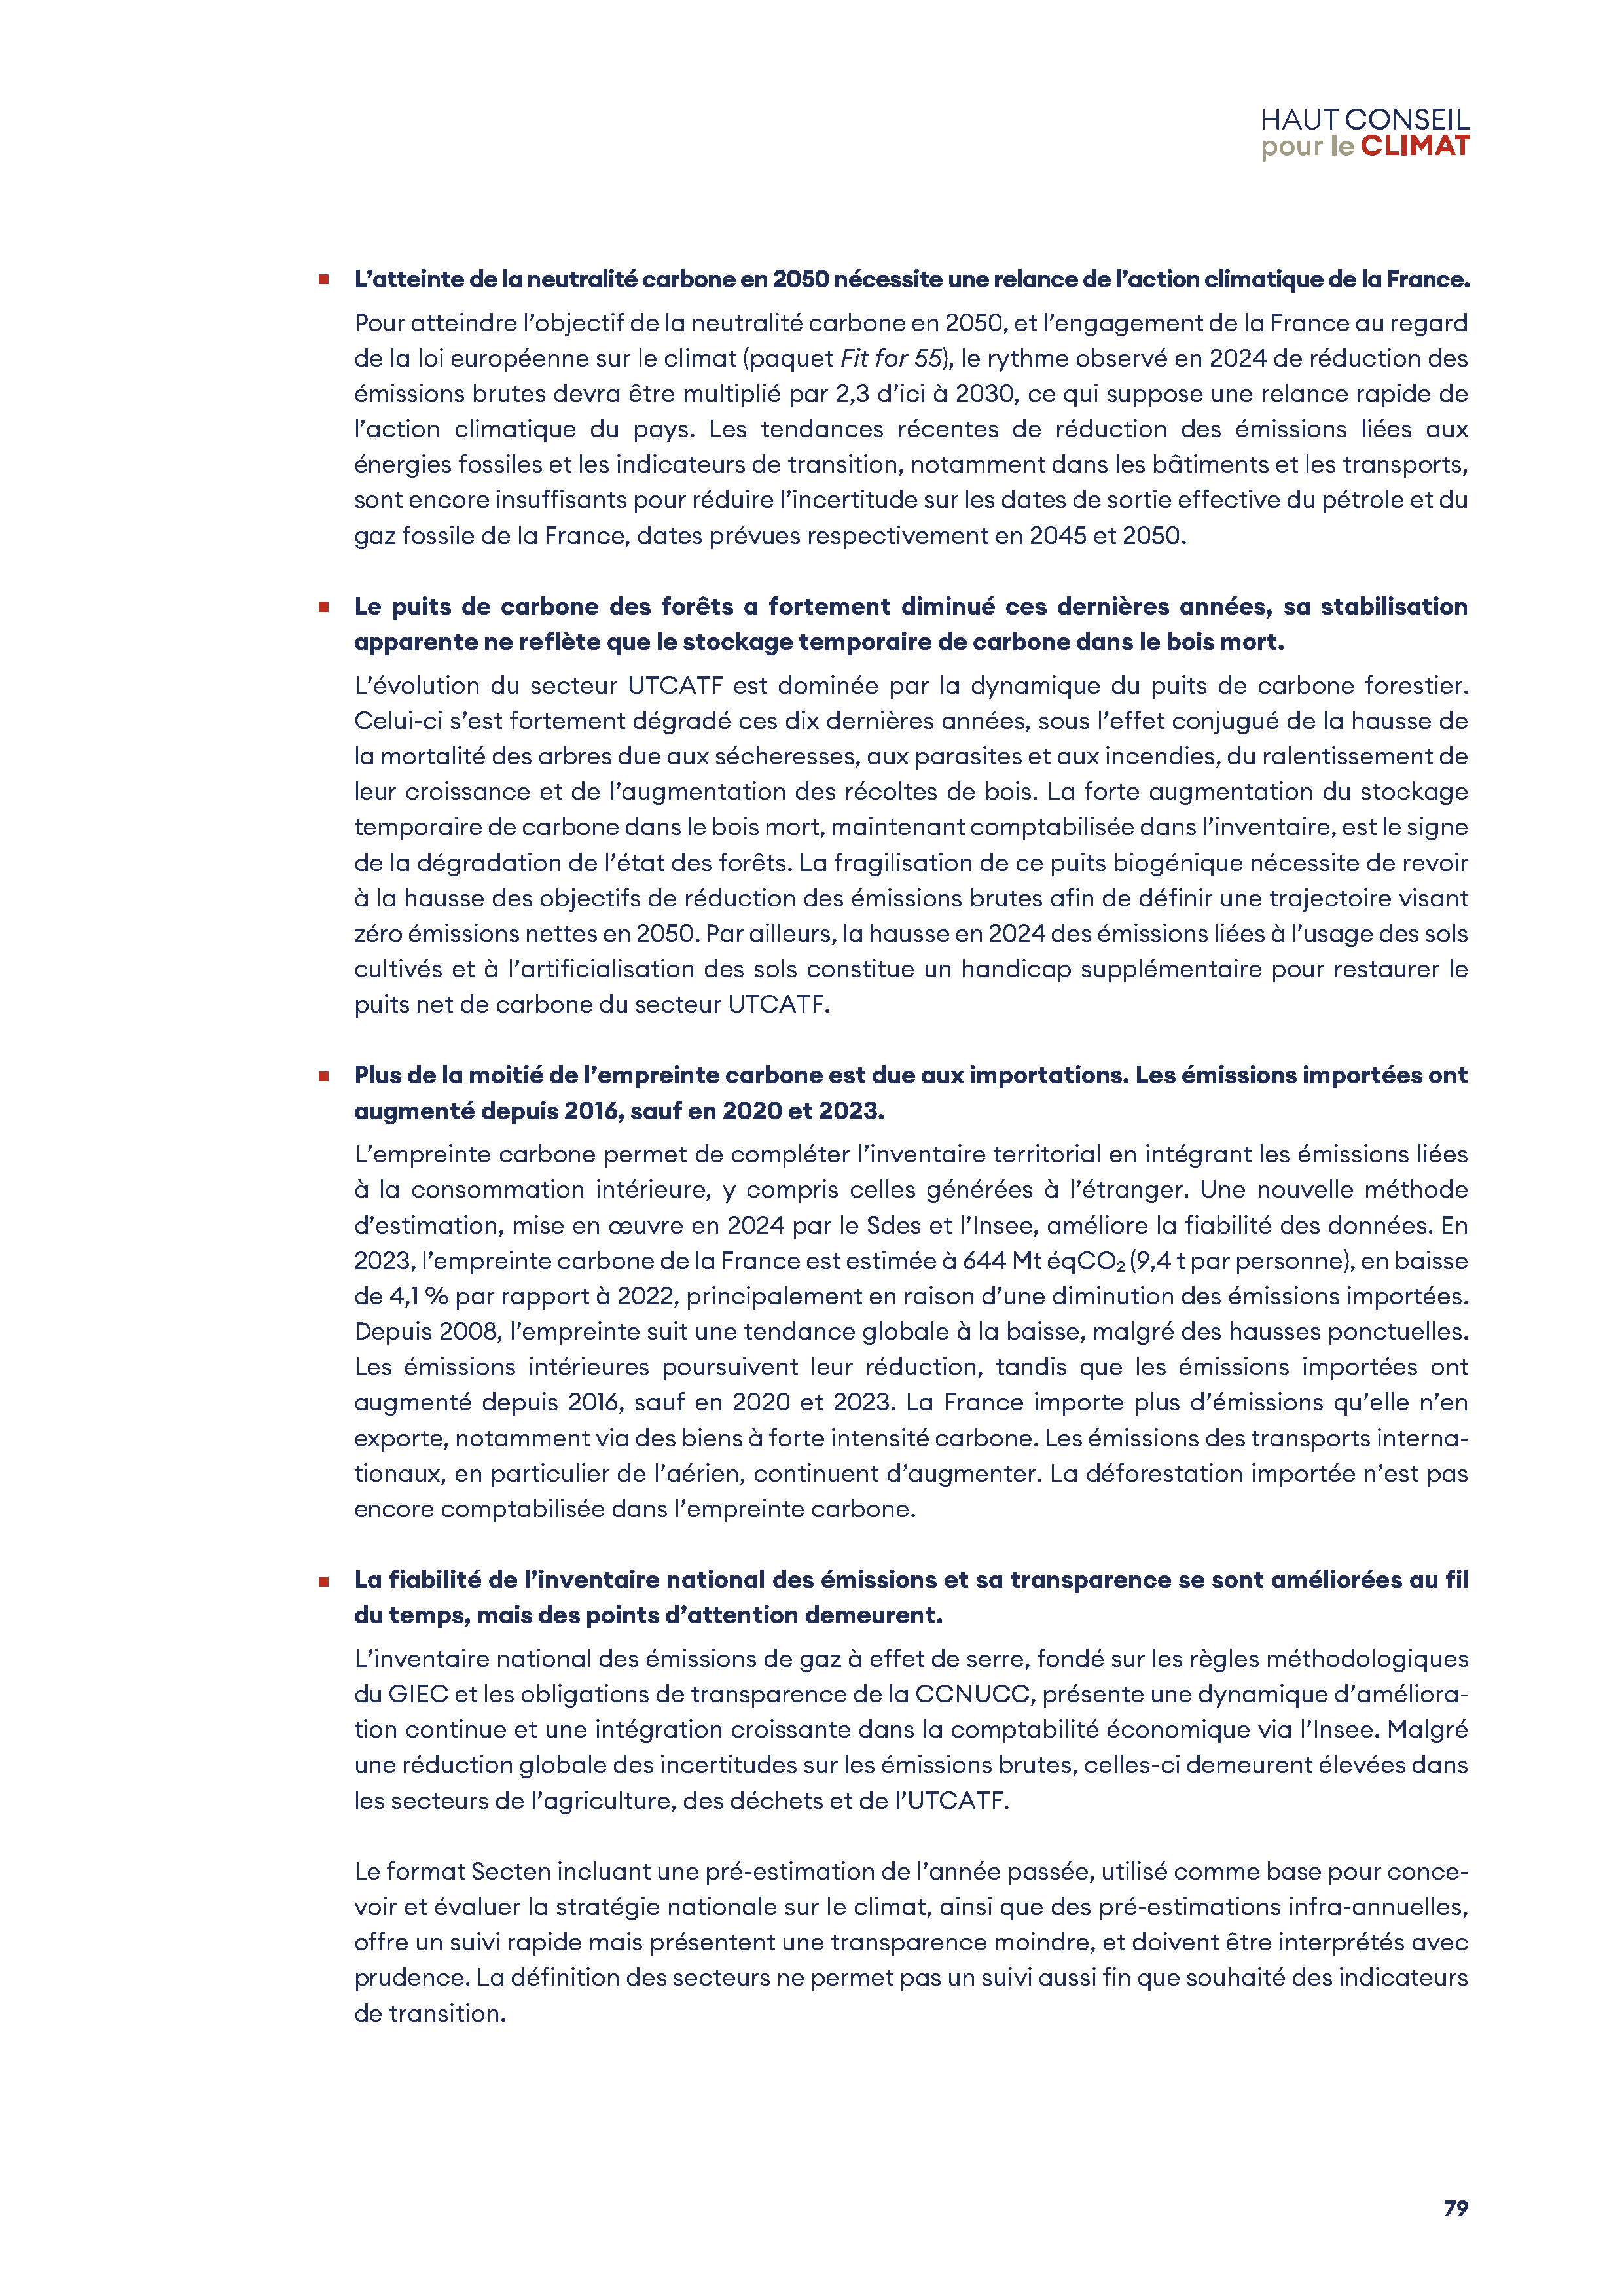 HAUT CONSEIL
pour le CLIMAT
▪ L’atteinte de la neutralité carbone en 2050 nécessite une relance de l’action climatique de la France.
Pour atteindre l’objectif de la neutralité carbone en 2050, et l’engagement de la France au regard
de la loi européenne sur le climat (paquet Fit for 55), le rythme observé en 2024 de réduction des
émissions brutes devra être multiplié par 2,3 d’ici à 2030, ce qui suppose une relance rapide de
l’action climatique du pays. Les tendances récentes de réduction des émissions liées aux
énergies fossiles et les indicateurs de transition, notamment dans les bâtiments et les transports,
sont encore insuffisants pour réduire l’incertitude sur les dates de sortie effective du pétrole et du
gaz fossile de la France, dates prévues respectivement en 2045 et 2050.
▪ Le puits de carbone des forêts a fortement diminué ces dernières années, sa stabilisation
apparente ne reflète que le stockage temporaire de carbone dans le bois mort.
L’évolution du secteur UTCATF est dominée par la dynamique du puits de carbone forestier.
Celui-ci s’est fortement dégradé ces dix dernières années, sous l’effet conjugué de la hausse de
la mortalité des arbres due aux sécheresses, aux parasites et aux incendies, du ralentissement de
leur croissance et de l’augmentation des récoltes de bois. La forte augmentation du stockage
temporaire de carbone dans le bois mort, maintenant comptabilisée dans l’inventaire, est le signe
de la dégradation de l’état des forêts. La fragilisation de ce puits biogénique nécessite de revoir
à la hausse des objectifs de réduction des émissions brutes afin de définir une trajectoire visant
zéro émissions nettes en 2050. Par ailleurs, la hausse en 2024 des émissions liées à l’usage des sols
cultivés et à l’artificialisation des sols constitue un handicap supplémentaire pour restaurer le
puits net de carbone du secteur UTCATF.
▪ Plus de la moitié de l’empreinte carbone est due aux importations. Les émissions importées ont
augmenté depuis 2016, sauf en 2020 et 2023.
L’empreinte carbone permet de compléter l’inventaire territorial en intégrant les émissions liées
à la consommation intérieure, y compris celles générées à l’étranger. Une nouvelle méthode
d’estimation, mise en œuvre en 2024 par le Sdes et l’Insee, améliore la fiabilité des données. En
2023, l’empreinte carbone de la France est estimée à 644 Mt éqCO₂ (9,4 t par personne), en baisse
de 4,1 % par rapport à 2022, principalement en raison d’une diminution des émissions importées.
Depuis 2008, l’empreinte suit une tendance globale à la baisse, malgré des hausses ponctuelles.
Les émissions intérieures poursuivent leur réduction, tandis que les émissions importées ont
augmenté depuis 2016, sauf en 2020 et 2023. La France importe plus d’émissions qu’elle n’en
exporte, notamment via des biens à forte intensité carbone. Les émissions des transports interna-
tionaux, en particulier de l’aérien, continuent d’augmenter. La déforestation importée n’est pas
encore comptabilisée dans l’empreinte carbone.
▪ La fiabilité de l’inventaire national des émissions et sa transparence se sont améliorées au fil
du temps, mais des points d’attention demeurent.
L’inventaire national des émissions de gaz à effet de serre, fondé sur les règles méthodologiques
du GIEC et les obligations de transparence de la CCNUCC, présente une dynamique d’améliora-
tion continue et une intégration croissante dans la comptabilité économique via l’Insee. Malgré
une réduction globale des incertitudes sur les émissions brutes, celles-ci demeurent élevées dans
les secteurs de l’agriculture, des déchets et de l’UTCATF.
Le format Secten incluant une pré-estimation de l’année passée, utilisé comme base pour conce-
voir et évaluer la stratégie nationale sur le climat, ainsi que des pré-estimations infra-annuelles,
offre un suivi rapide mais présentent une transparence moindre, et doivent être interprétés avec
prudence. La définition des secteurs ne permet pas un suivi aussi fin que souhaité des indicateurs
de transition.
79